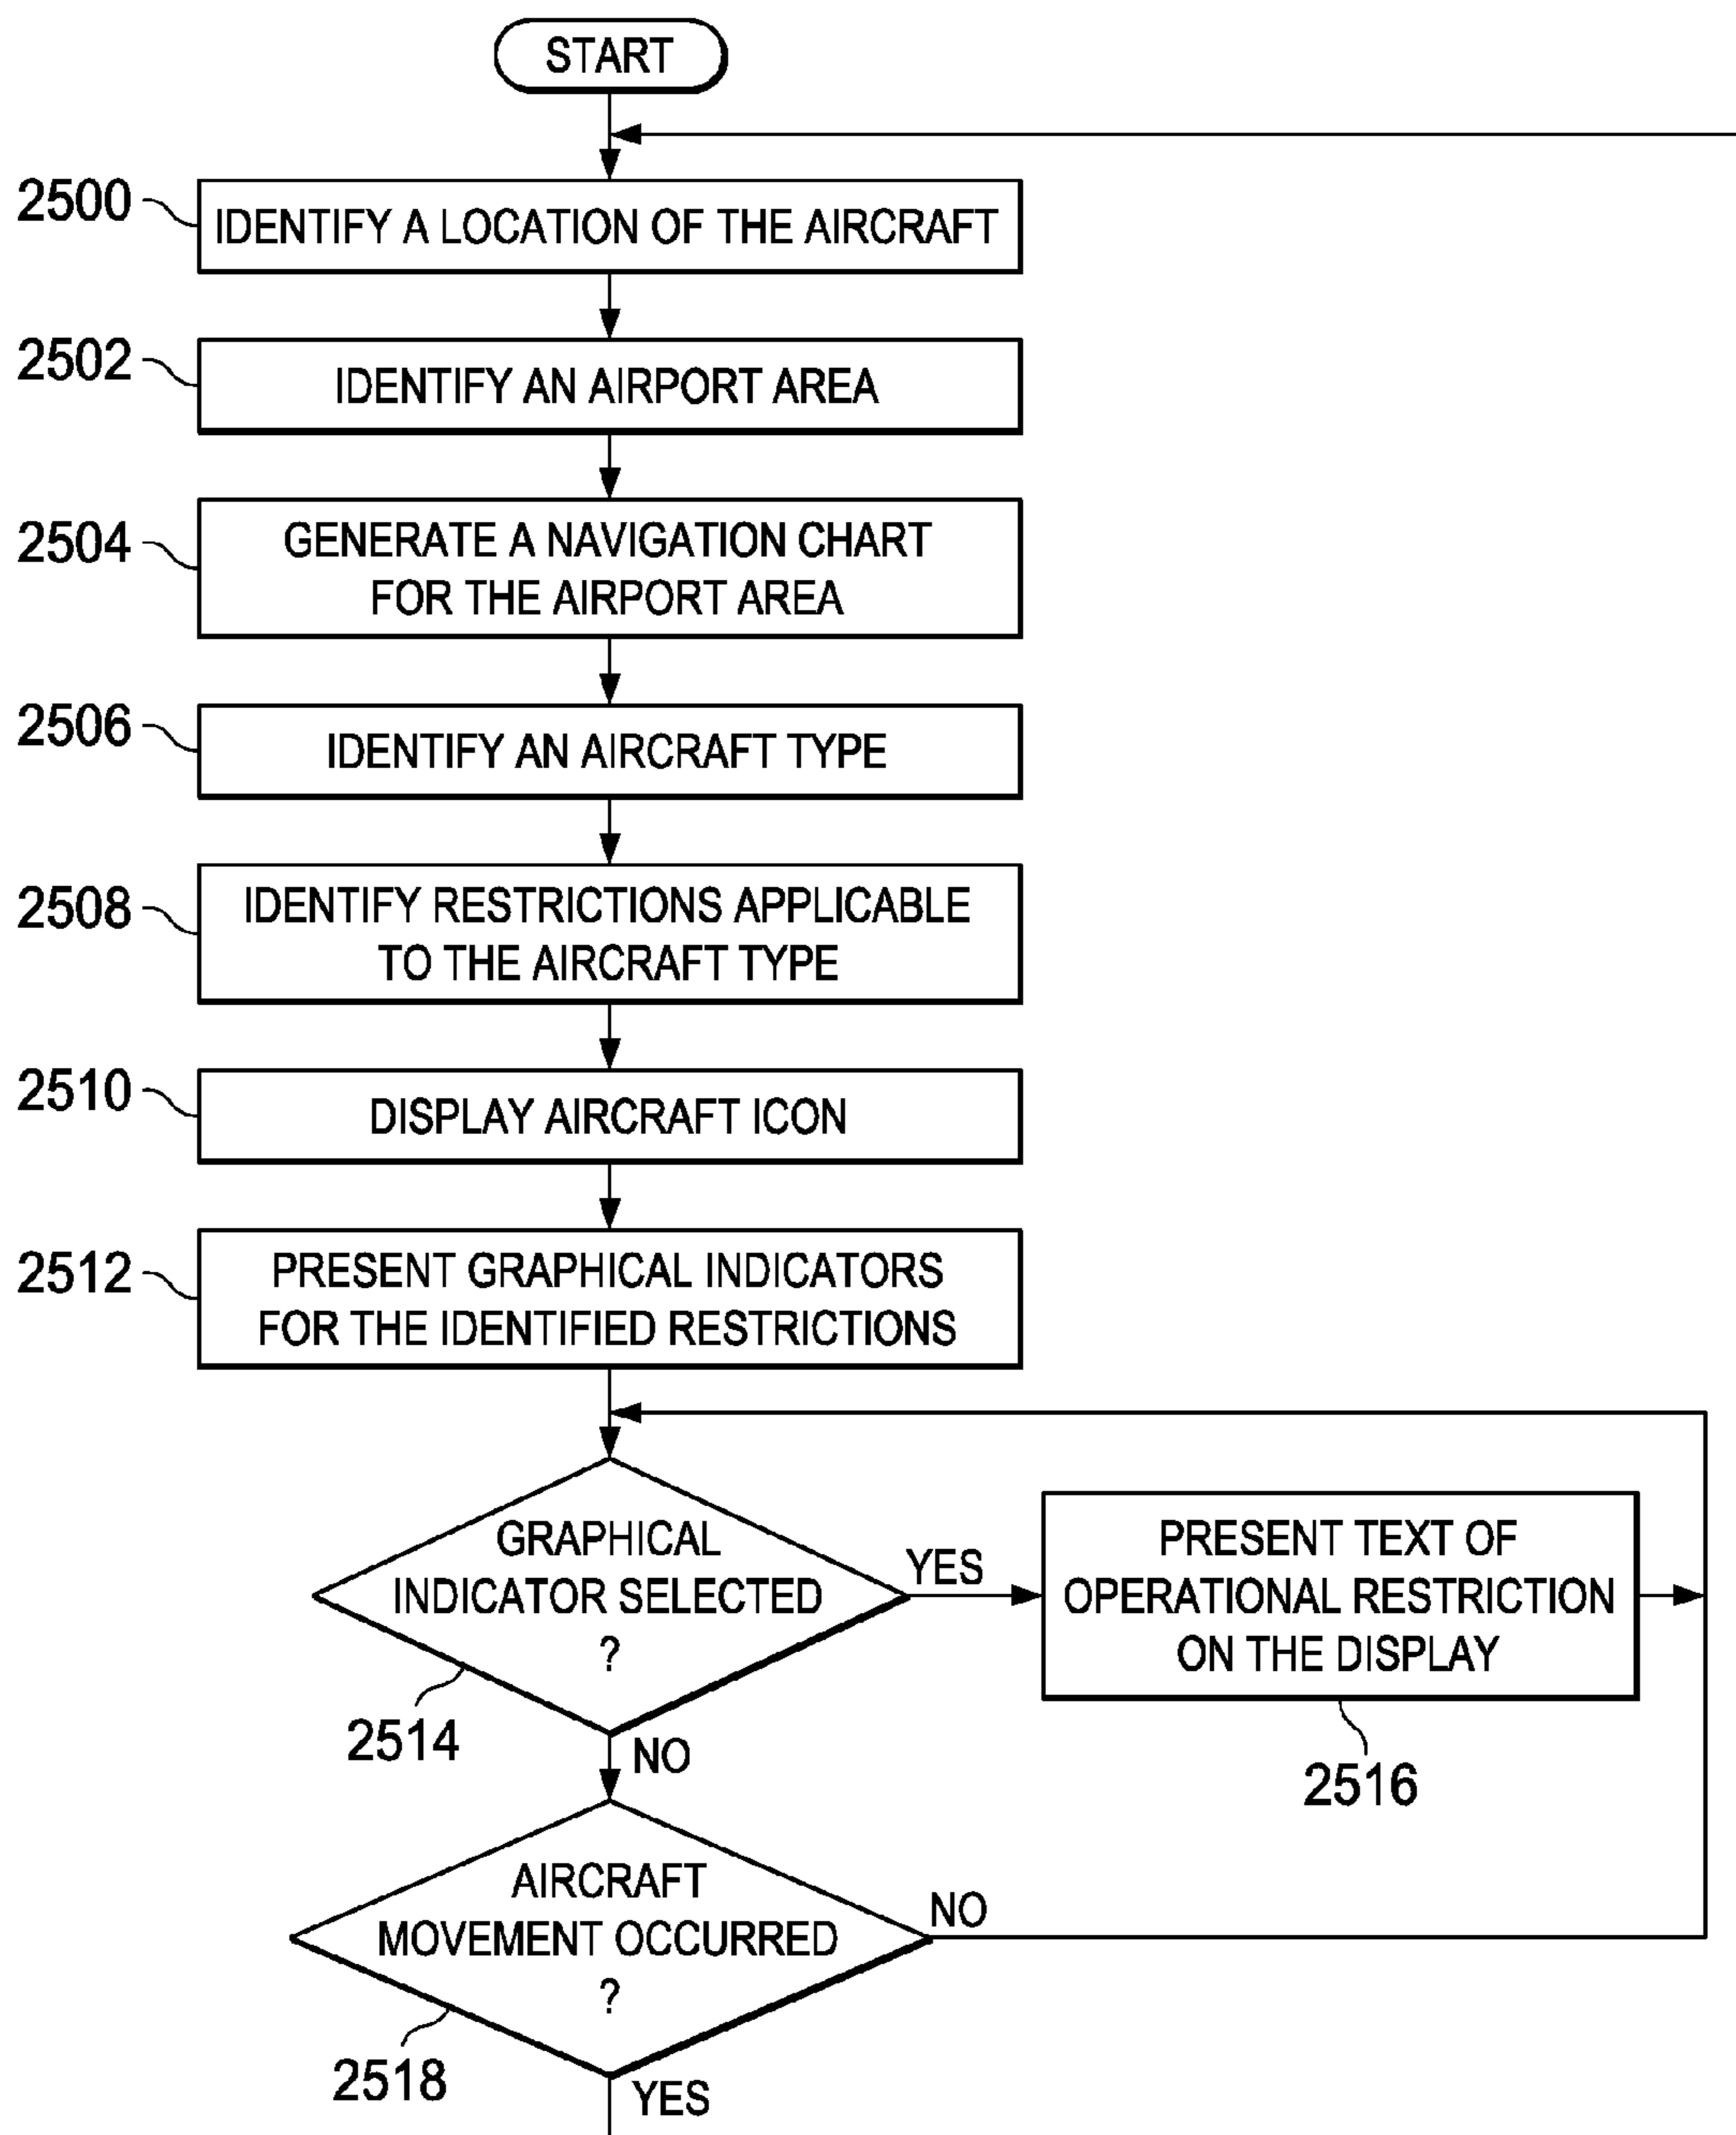 START
2500
IDENTIFY A LOCATION OF THE AIRCRAFT
2502
IDENTIFY AN AIRPORT AREA
2504
GENERATE A NAVIGATION CHART
FOR THE AIRPORT AREA
2506
IDENTIFY AN AIRCRAFT TYPE
2508
IDENTIFY RESTRICTIONS APPLICABLE
TO THE AIRCRAFT TYPE
2510
DISPLAY AIRCRAFT ICON
2512
PRESENT GRAPHICAL INDICATORS
FOR THE IDENTIFIED RESTRICTIONS
GRAPHICAL
INDICATOR SELECTED
?
YES
PRESENT TEXT OF
OPERATIONAL RESTRICTION
ON THE DISPLAY
2514
NO
2516
AIRCRAFT
MOVEMENT OCCURRED
?
NO
2518
YES